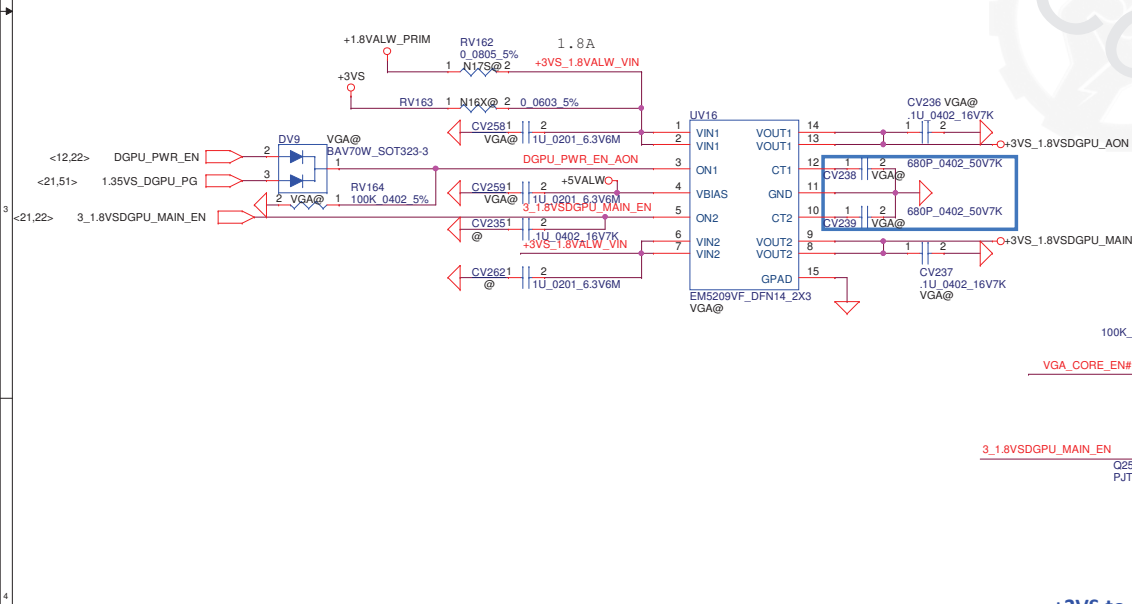 +1.8VALW_PRIM
RV162
0_0805_5%
1.8A
1 N17S@ 2
+3VS_1.8VALW_VIN
+3VS
RV163 1 N16X@ 2 0_0603_5%
CV258 1 2
VGA@ 1U_0201_6.3V6M
DV9 VGA@
BAV70W_SOT323-3
<12,22> DGPU_PWR_EN 2
1
DGPU_PWR_EN_AON
<21,51> 1.35VS_DGPU_PG 3
RV164
2 VGA@ 1 100K_0402_5%
CV259 1 2 +5VALW
VGA@ 1U_0201_6.3V6M
3_1.8VSDGPU_MAIN_EN
<21,22> 3_1.8VSDGPU_MAIN_EN
CV235 1 2
@ .1U_0402_16V7K
+3VS_1.8VALW_VIN
CV262 1 2
@ 1U_0201_6.3V6M
UV16
1 VIN1 VOUT1 14
2 VIN1 VOUT1 13
3 ON1 CT1 12
4 VBIAS GND 11
5 ON2 CT2 10
6 VIN2 VOUT2 9
7 VIN2 VOUT2 8
GPAD 15
EM5209VF_DFN14_2X3
VGA@
CV236 VGA@
.1U_0402_16V7K
1 2
+3VS_1.8VSDGPU_AON
1 2 680P_0402_50V7K
CV238 VGA@
1 2 680P_0402_50V7K
CV239 VGA@
+3VS_1.8VSDGPU_MAIN
1 2
CV237
.1U_0402_16V7K
VGA@
100K_
VGA_CORE_EN#
3_1.8VSDGPU_MAIN_EN
Q25
PJT
3
4